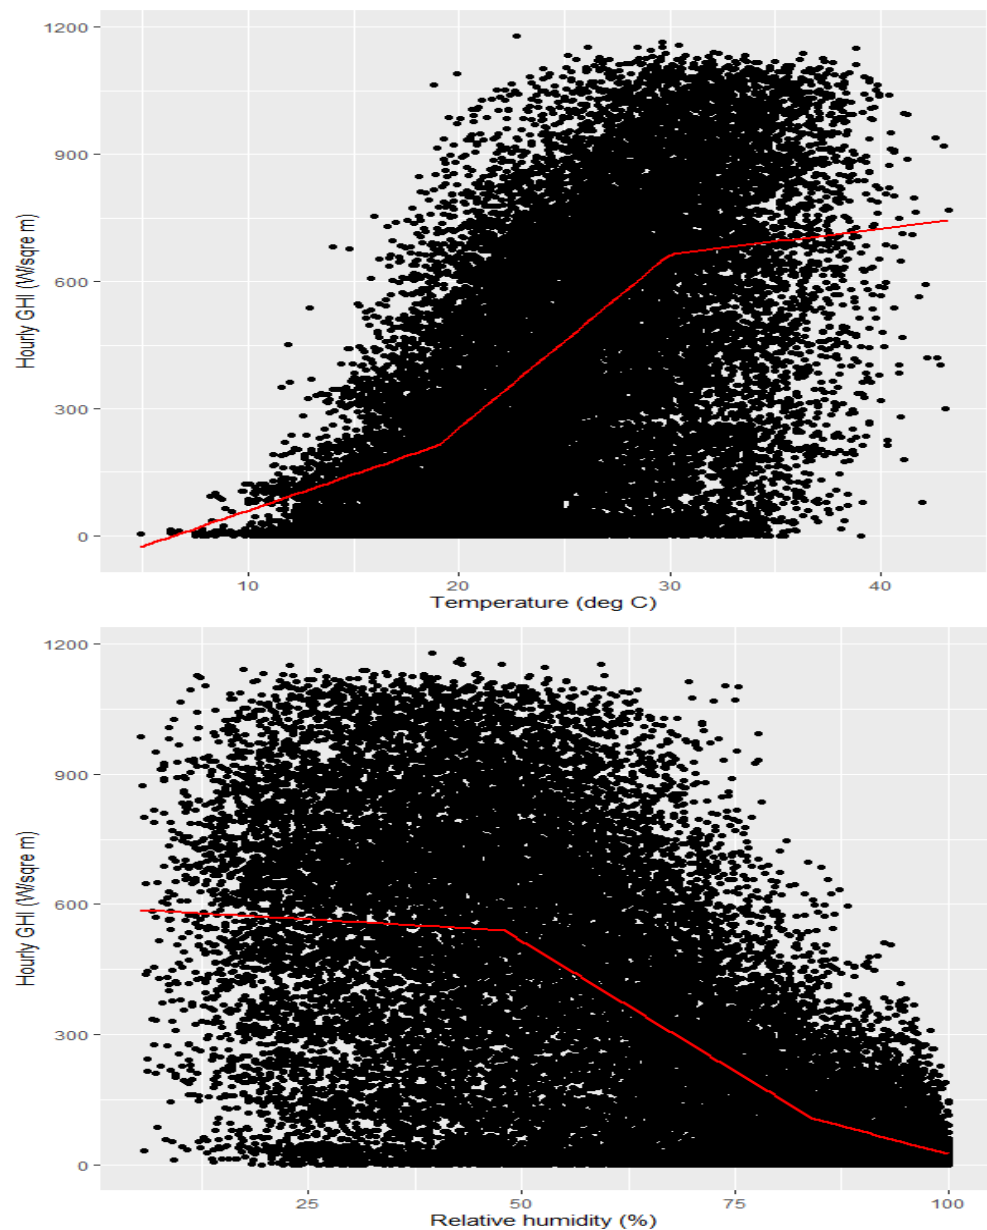 1200
900
600
300
0
Hourly GHI (W/sqre m)
10 20 30 40
Temperature (deg C)
1200
900
600
300
0
Hourly GHI (W/sqre m)
25 50 75 100
Relative humidity (%)